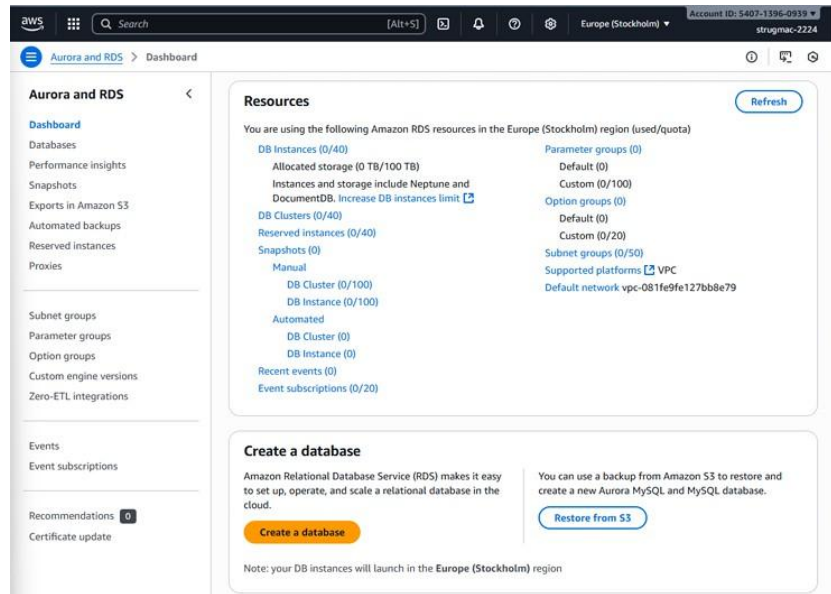 aws
Search [Alt+S] Europe (Stockholm) ▼ Account ID: 5407-1396-0939 ▼
strugmac-2224
Aurora and RDS > Dashboard
Aurora and RDS
Dashboard
Databases
Performance insights
Snapshots
Exports in Amazon S3
Automated backups
Reserved instances
Proxies
Subnet groups
Parameter groups
Option groups
Custom engine versions
Zero-ETL integrations
Events
Event subscriptions
Recommendations 0
Certificate update
Resources
Refresh
You are using the following Amazon RDS resources in the Europe (Stockholm) region (used/quota)
DB Instances (0/40)
Allocated storage (0 TB/100 TB)
Instances and storage include Neptune and
DocumentDB. Increase DB instances limit
DB Clusters (0/40)
Reserved instances (0/40)
Snapshots (0)
Manual
DB Cluster (0/100)
DB Instance (0/100)
Automated
DB Cluster (0)
DB Instance (0)
Recent events (0)
Event subscriptions (0/20)
Parameter groups (0)
Default (0)
Custom (0/100)
Option groups (0)
Default (0)
Custom (0/20)
Subnet groups (0/50)
Supported platforms VPC
Default network vpc-081fe9fe127bb8e79
Create a database
Amazon Relational Database Service (RDS) makes it easy
to set up, operate, and scale a relational database in the
cloud.
Create a database
You can use a backup from Amazon S3 to restore and
create a new Aurora MySQL and MySQL database.
Restore from S3
Note: your DB instances will launch in the Europe (Stockholm) region